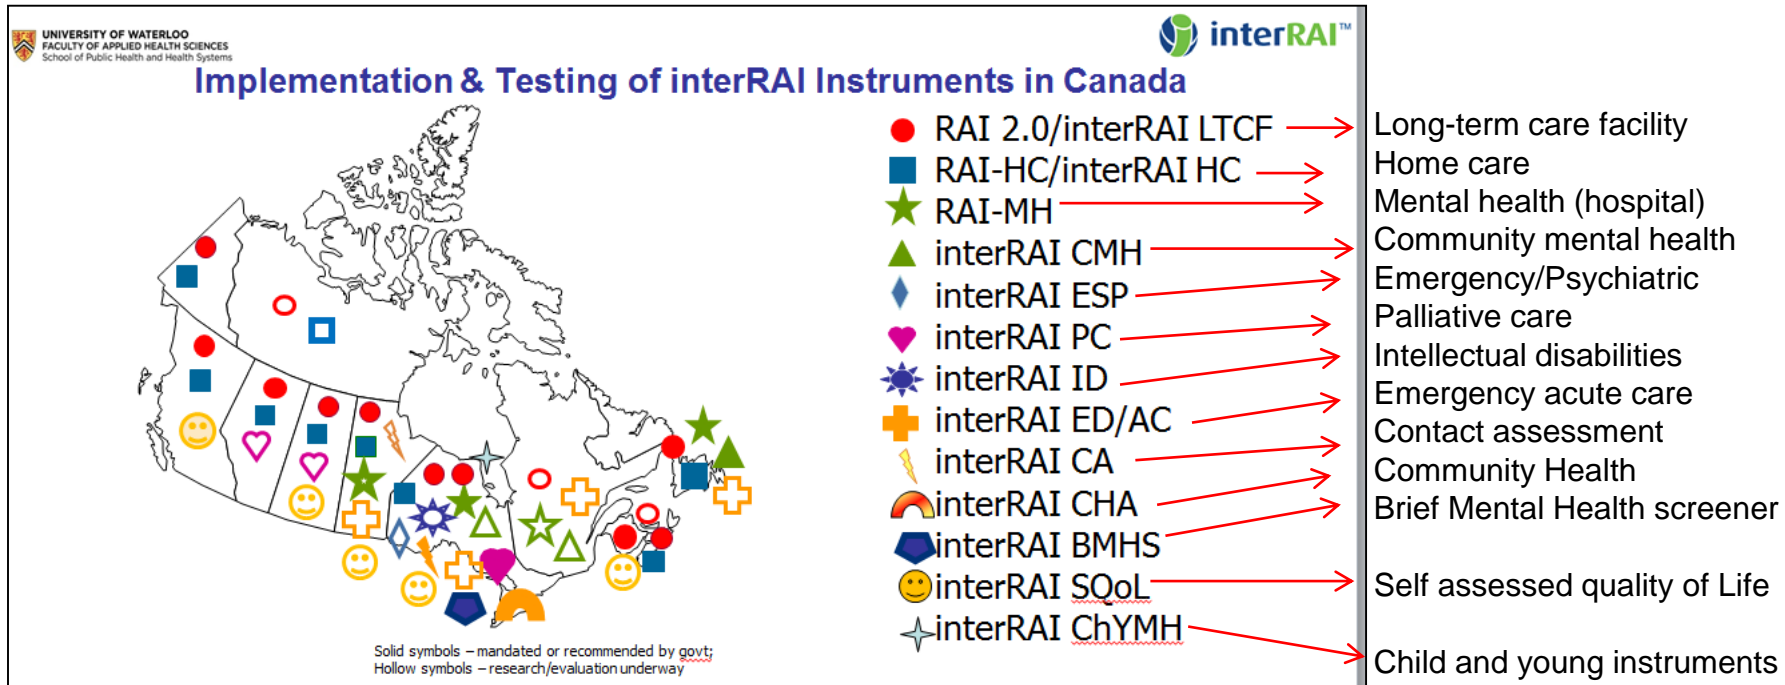 UNIVERSITY OF WATERLOO
FACULTY OF APPLIED HEALTH SCIENCES
School of Public Health and Health Systems
interRAI™
Implementation & Testing of interRAI Instruments in Canada
RAI 2.0/interRAI LTCF
Long-term care facility
RAI-HC/interRAI HC
Home care
RAI-MH
Mental health (hospital)
interRAI CMH
Community mental health
interRAI ESP
Emergency/Psychiatric
interRAI PC
Palliative care
interRAI ID
Intellectual disabilities
interRAI ED/AC
Emergency acute care
interRAI CA
Contact assessment
interRAI CHA
Community Health
interRAI BMHS
Brief Mental Health screener
interRAI SQoL
Self assessed quality of Life
interRAI ChYMH
Child and young instruments
Solid symbols – mandated or recommended by govt;
Hollow symbols – research/evaluation underway